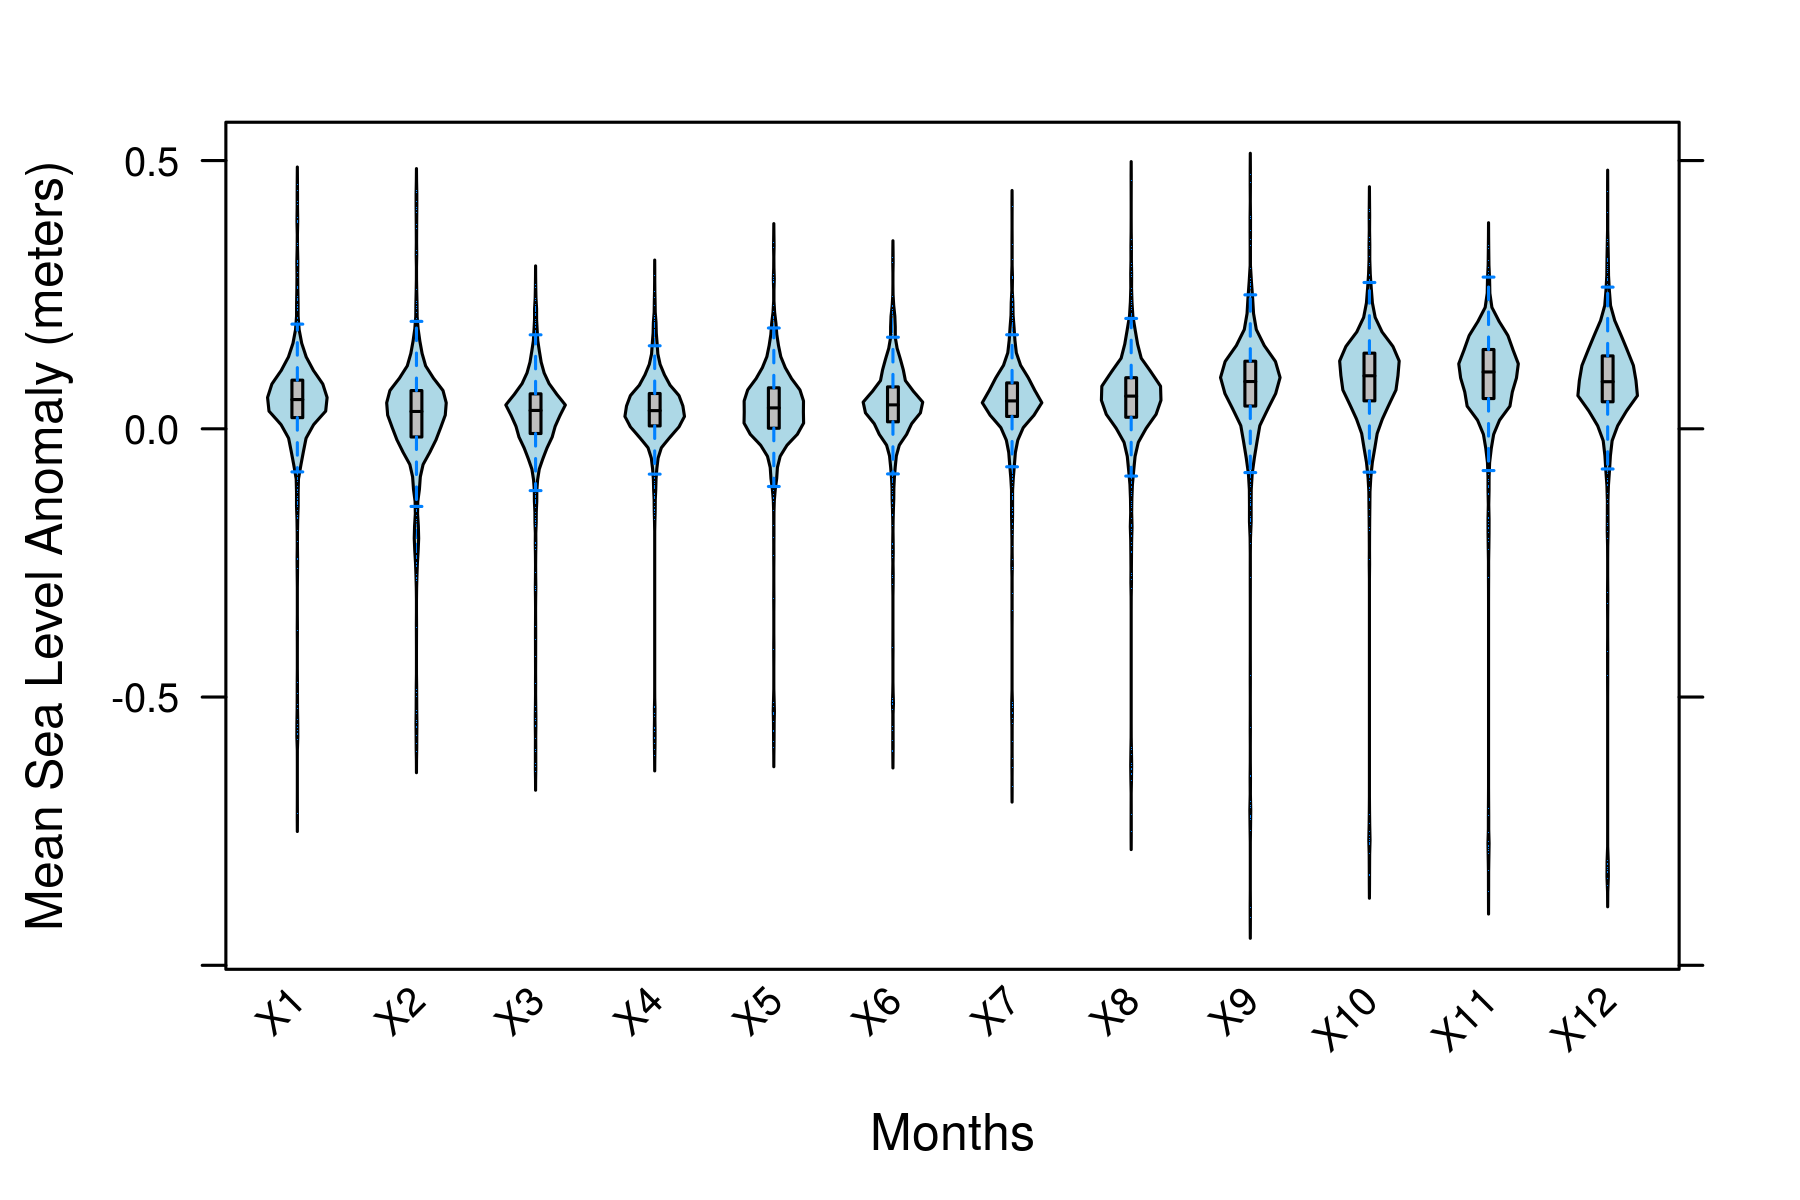 Mean Sea Level Anomaly (meters)
0.5
0.0
-0.5
X1 X2 X3 X4 X5 X6 X7 X8 X9 X10 X11 X12
Months